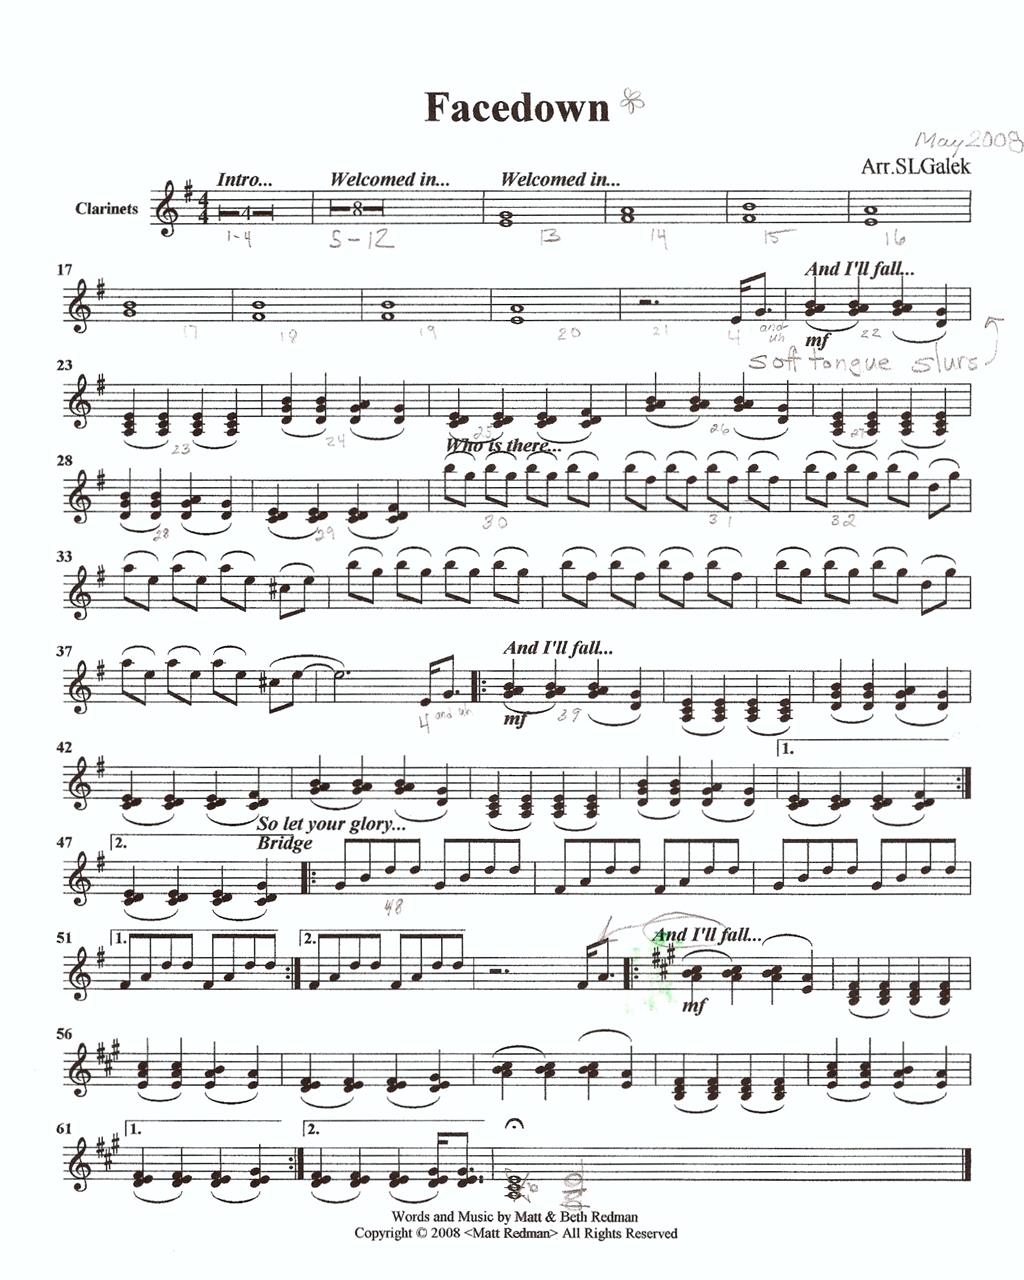 Facedown
May 2008
Arr.SLGalek
Intro... Welcomed in... Welcomed in...
Clarinets
4 8
1-4 5-12 13 14 15 16
17
And I'll fall...
17 18 19 20 21 4 and uh mf 22
soft tongue slurs
23
23 24 25 26 27
28
Who is there...
28 29 30 31 32
33
37
And I'll fall...
4 and uh mf 39
42
1.
47
2.
So let your glory...
Bridge
48
51
1. 2.
And I'll fall...
mf
56
61
1. 2.
Words and Music by Matt & Beth Redman
Copyright © 2008 <Matt Redman> All Rights Reserved